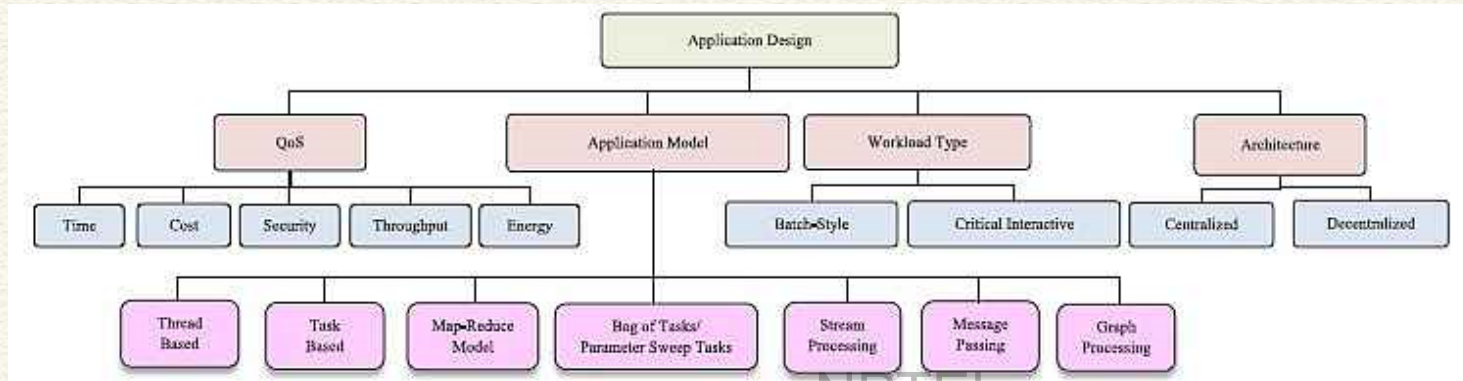 Application Design
QoS
Application Model
Workload Type
Architecture
Time
Cost
Security
Throughput
Energy
Batch-Style
Critical Interactive
Centralized
Decentralized
Thread
Based
Task
Based
Map-Reduce
Model
Bag of Tasks/
Parameter Sweep Tasks
Stream
Processing
Message
Passing
Graph
Processing